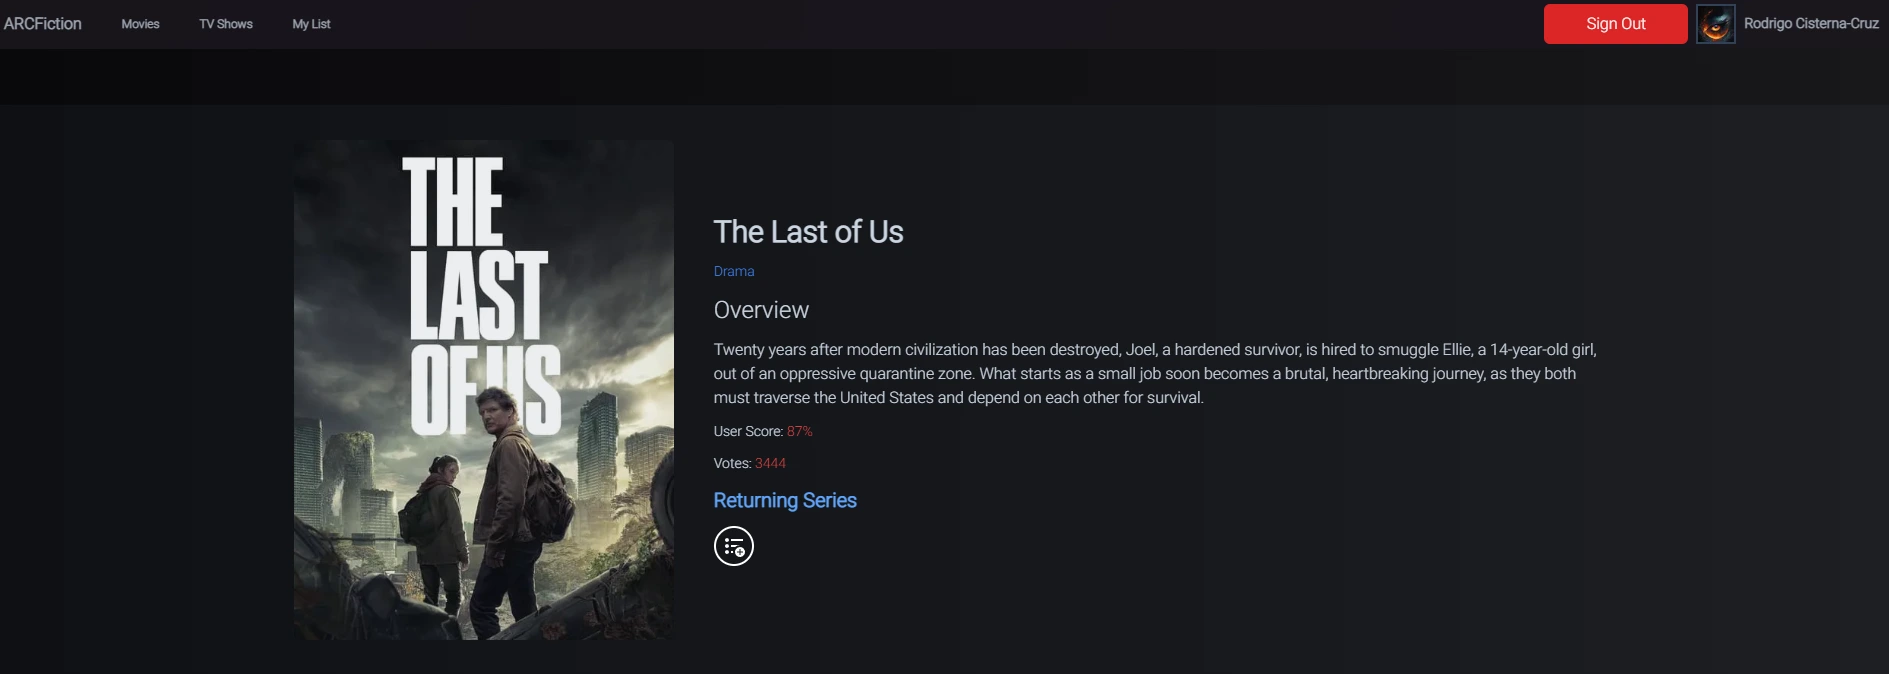 ARCFiction Movies TV Shows My List Sign Out Rodrigo Cisterna-Cruz
THE
LAST
OF US
The Last of Us
Drama
Overview
Twenty years after modern civilization has been destroyed, Joel, a hardened survivor, is hired to smuggle Ellie, a 14-year-old girl,
out of an oppressive quarantine zone. What starts as a small job soon becomes a brutal, heartbreaking journey, as they both
must traverse the United States and depend on each other for survival.
User Score: 87%
Votes: 3444
Returning Series